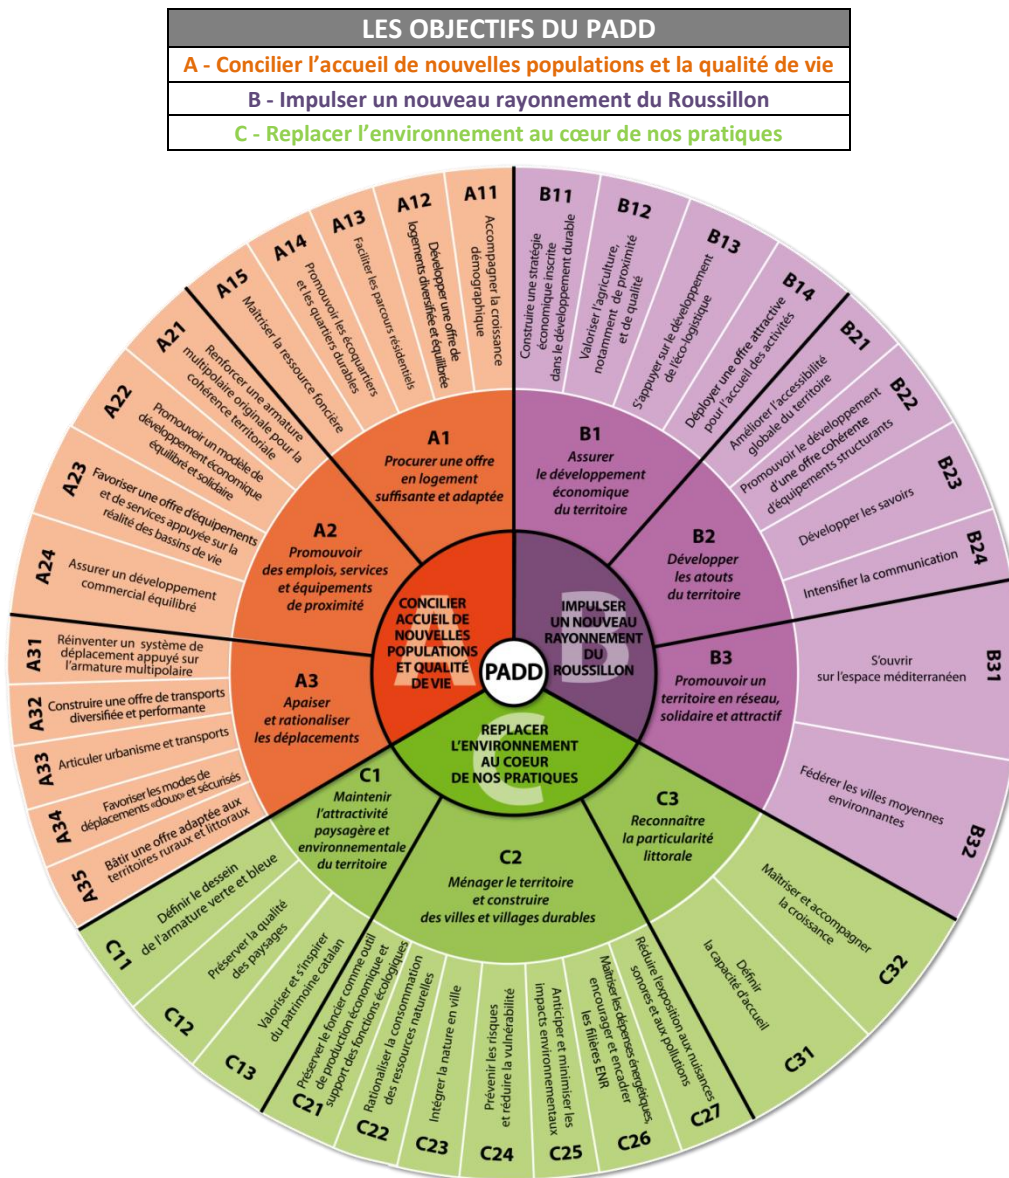 LES OBJECTIFS DU PADD
A - Concilier l'accueil de nouvelles populations et la qualité de vie
B - Impulser un nouveau rayonnement du Roussillon
C - Replacer l'environnement au cœur de nos pratiques
PADD
A
CONCILIER
ACCUEIL DE
NOUVELLES
POPULATIONS
ET QUALITÉ
DE VIE
A1
Procurer une offre
en logement
suffisante et adaptée
A11
Accompagner la croissance
démographique
A12
Développer une offre de
logements diversifiée et équilibrée
A13
Faciliter les parcours résidentiels
A14
Promouvoir les écoquartiers
et les quartiers durables
A15
Maîtriser la ressource foncière
A2
Promouvoir
des emplois, services
et équipements
de proximité
A21
Renforcer une armature
multipolaire originale pour la
cohérence territoriale
A22
Promouvoir un modèle de
développement économique
équilibré et solidaire
A23
Favoriser une offre d'équipements
et de services appuyée sur la
réalité des bassins de vie
A24
Assurer un développement
commercial équilibré
A3
Apaiser
et rationaliser
les déplacements
A31
Réinventer un système de
déplacement appuyé sur
l'armature multipolaire
A32
Construire une offre de transports
diversifiée et performante
A33
Articuler urbanisme et transports
A34
Favoriser les modes de
déplacements «doux» et sécurisés
A35
Bâtir une offre adaptée aux
territoires ruraux et littoraux
B
IMPULSER
UN NOUVEAU
RAYONNEMENT
DU
ROUSSILLON
B1
Assurer
le développement
économique
du territoire
B11
Construire une stratégie
économique inscrite
dans le développement durable
B12
Valoriser l'agriculture,
notamment de proximité
et de qualité
B13
S'appuyer sur le développement
de l'éco-logistique
B14
Déployer une offre attractive
pour l'accueil des activités
B2
Développer
les atouts
du territoire
B21
Améliorer l'accessibilité
globale du territoire
B22
Promouvoir le développement
d'une offre cohérente
d'équipements structurants
B23
Développer les savoirs
B24
Intensifier la communication
B3
Promouvoir un
territoire en réseau,
solidaire et attractif
B31
S'ouvrir
sur l'espace méditerranéen
B32
Fédérer les villes moyennes
environnantes
C
REPLACER
L'ENVIRONNEMENT
AU COEUR
DE NOS PRATIQUES
C1
Maintenir
l'attractivité
paysagère et
environnementale
du territoire
C11
Définir le dessein
de l'armature verte et bleue
C12
Préserver la qualité
des paysages
C13
Valoriser et s'inspirer
du patrimoine catalan
C2
Ménager le territoire
et construire
des villes et villages durables
C21
Préserver le foncier comme outil
de production économique et
support des fonctions écologiques
C22
Rationaliser la consommation
des ressources naturelles
C23
Intégrer la nature en ville
C24
Prévenir les risques
et réduire la vulnérabilité
C25
Anticiper et minimiser les
impacts environnementaux
C26
Maîtriser les dépenses énergétiques,
encourager et encadrer
les filières ENR
C27
Réduire l'exposition aux nuisances
sonores et aux pollutions
C3
Reconnaître
la particularité
littorale
C31
Définir
la capacité d'accueil
C32
Maîtriser et accompagner
la croissance